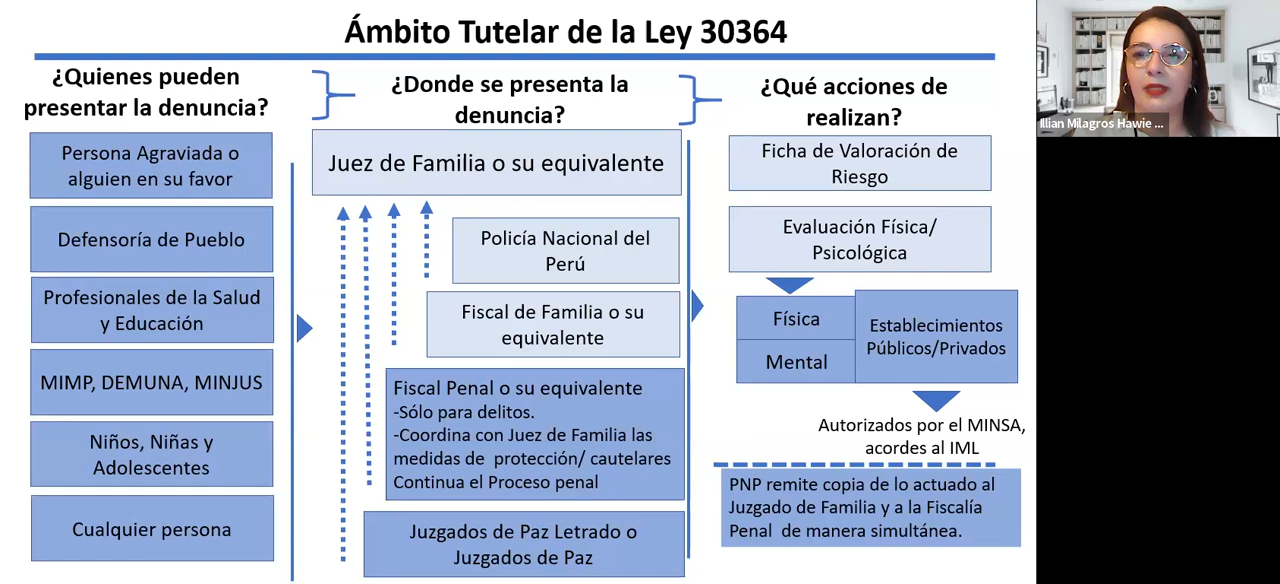 Ámbito Tutelar de la Ley 30364
¿Quienes pueden
presentar la denuncia?
Persona Agraviada o
alguien en su favor
Defensoría de Pueblo
Profesionales de la Salud
y Educación
MIMP, DEMUNA, MINJUS
Niños, Niñas y
Adolescentes
Cualquier persona
¿Donde se presenta la
denuncia?
Juez de Familia o su equivalente
Policía Nacional del
Perú
Fiscal de Familia o su
equivalente
Fiscal Penal o su equivalente
-Sólo para delitos.
-Coordina con Juez de Familia las
medidas de protección/ cautelares
Continua el Proceso penal
Juzgados de Paz Letrado o
Juzgados de Paz
¿Qué acciones de
realizan?
Ficha de Valoración de
Riesgo
Evaluación Física/
Psicológica
Física
Mental
Establecimientos
Públicos/Privados
Autorizados por el MINSA,
acordes al IML
PNP remite copia de lo actuado al
Juzgado de Familia y a la Fiscalía
Penal de manera simultánea.
Illian Milagros Hawie ...